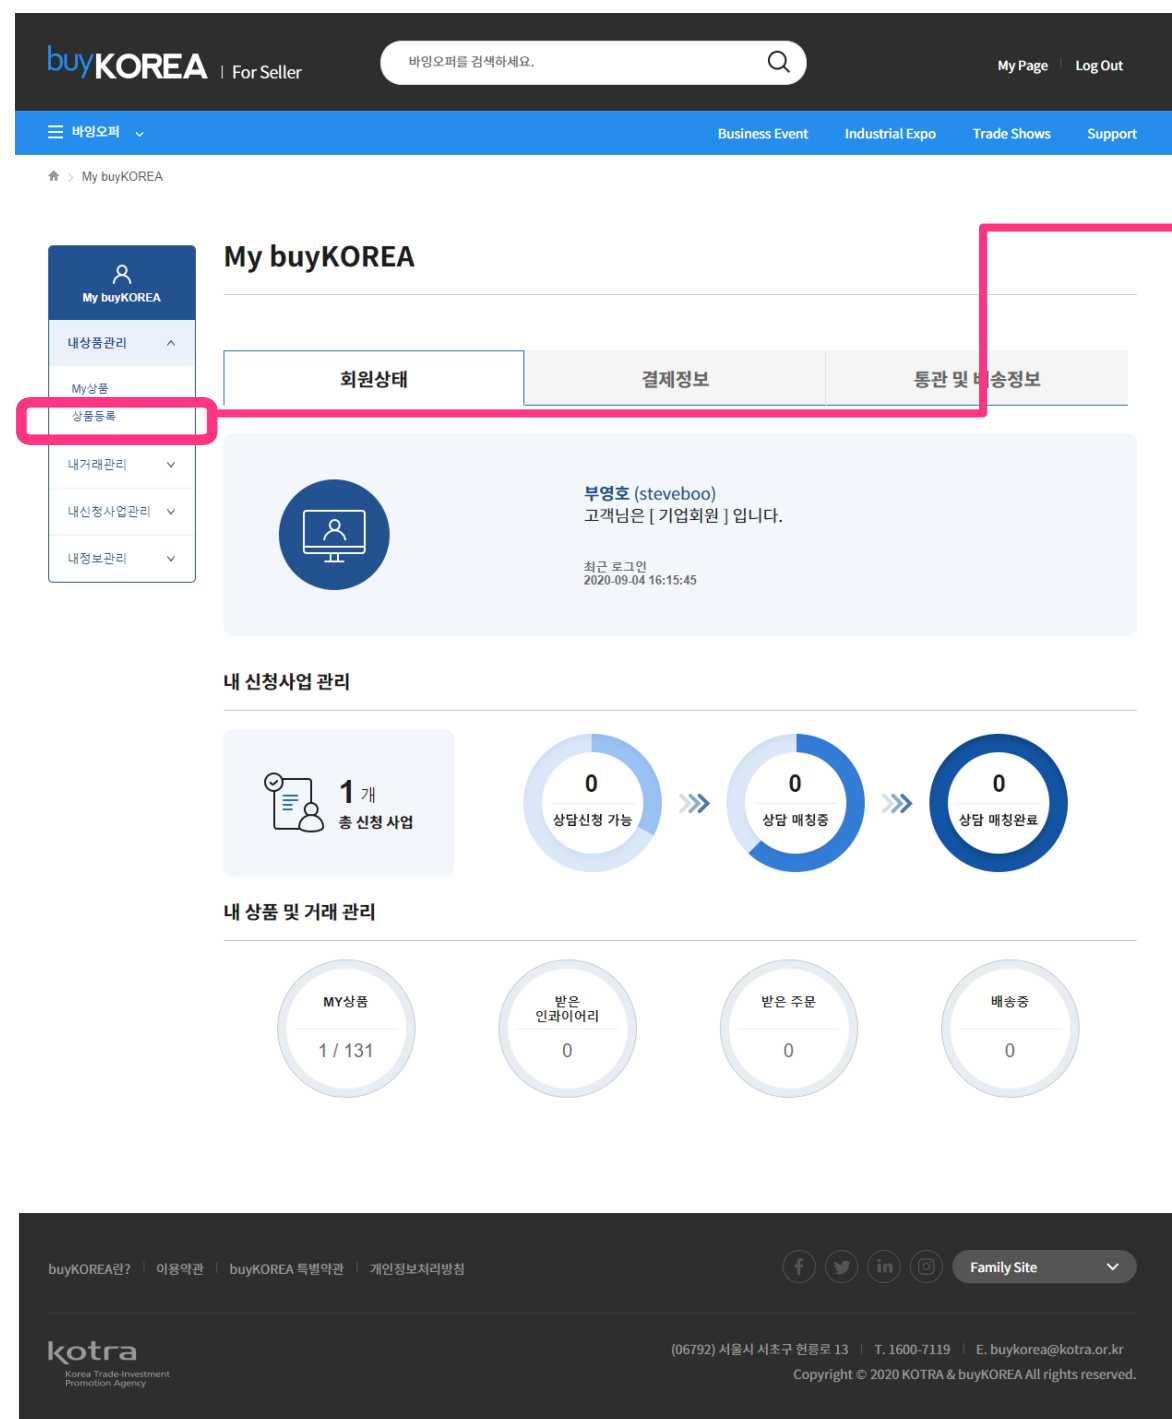 buyKOREA | For Seller
바잉오퍼를 검색하세요.
My Page
Log Out
바잉오퍼
Business Event
Industrial Expo
Trade Shows
Support
> My buyKOREA
My buyKOREA
내상품관리
My상품
상품등록
내거래관리
내신청사업관리
내정보관리
My buyKOREA
회원상태
결제정보
통관 및 배송정보
부영호 (steveboo)
고객님은 [ 기업회원 ] 입니다.
최근 로그인
2020-09-04 16:15:45
내 신청사업 관리
1 개
총 신청 사업
0
상담신청 가능
0
상담 매칭중
0
상담 매칭완료
내 상품 및 거래 관리
MY상품
1 / 131
받은
인콰이어리
0
받은 주문
0
배송중
0
buyKOREA란?
이용약관
buyKOREA 특별약관
개인정보처리방침
Family Site
kotra
Korea Trade-Investment
Promotion Agency
(06792) 서울시 서초구 헌릉로 13 | T. 1600-7119 | E. buykorea@kotra.or.kr
Copyright © 2020 KOTRA & buyKOREA All rights reserved.